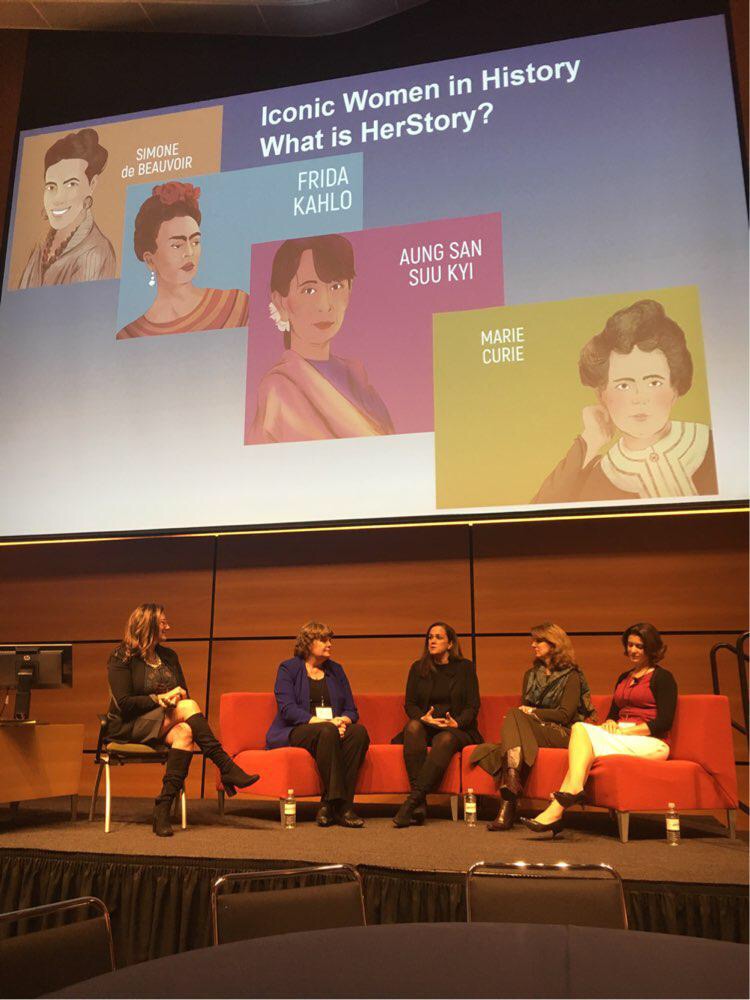 Iconic Women in History
What is HerStory?
SIMONE
de BEAUVOIR
FRIDA
KAHLO
AUNG SAN
SUU KYI
MARIE
CURIE